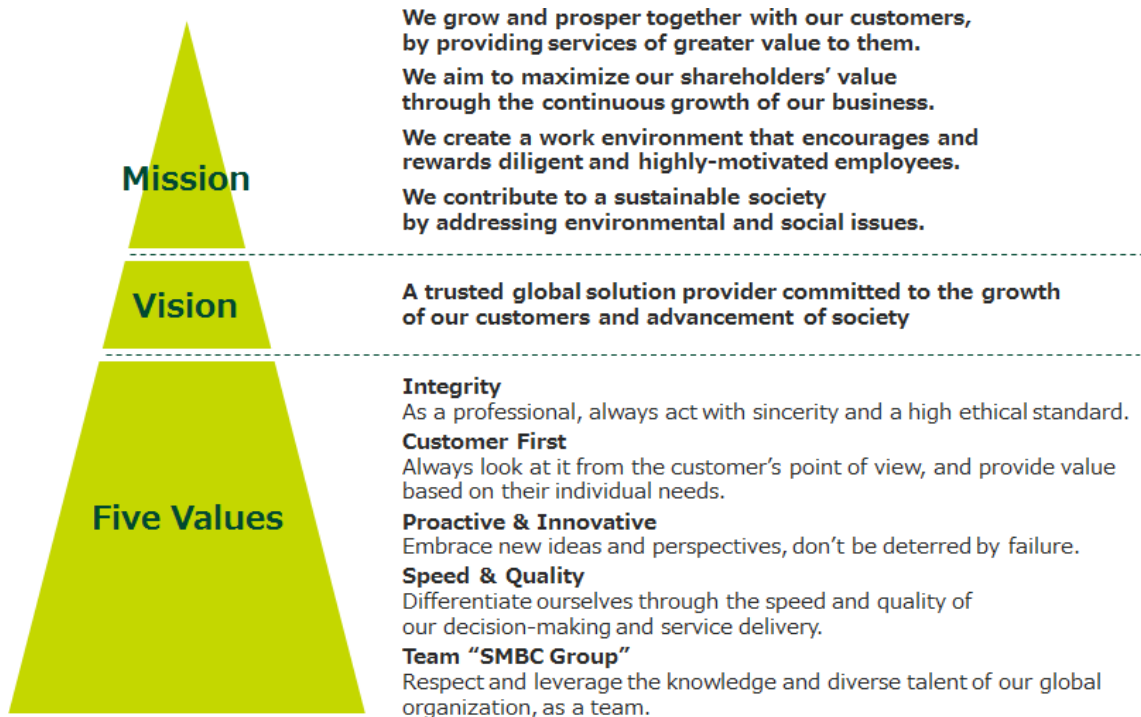 We grow and prosper together with our customers,
by providing services of greater value to them.
We aim to maximize our shareholders’ value
through the continuous growth of our business.
We create a work environment that encourages and
rewards diligent and highly-motivated employees.
Mission
We contribute to a sustainable society
by addressing environmental and social issues.
Vision
A trusted global solution provider committed to the growth
of our customers and advancement of society
Five Values
Integrity
As a professional, always act with sincerity and a high ethical standard.
Customer First
Always look at it from the customer’s point of view, and provide value
based on their individual needs.
Proactive & Innovative
Embrace new ideas and perspectives, don’t be deterred by failure.
Speed & Quality
Differentiate ourselves through the speed and quality of
our decision-making and service delivery.
Team “SMBC Group”
Respect and leverage the knowledge and diverse talent of our global
organization, as a team.